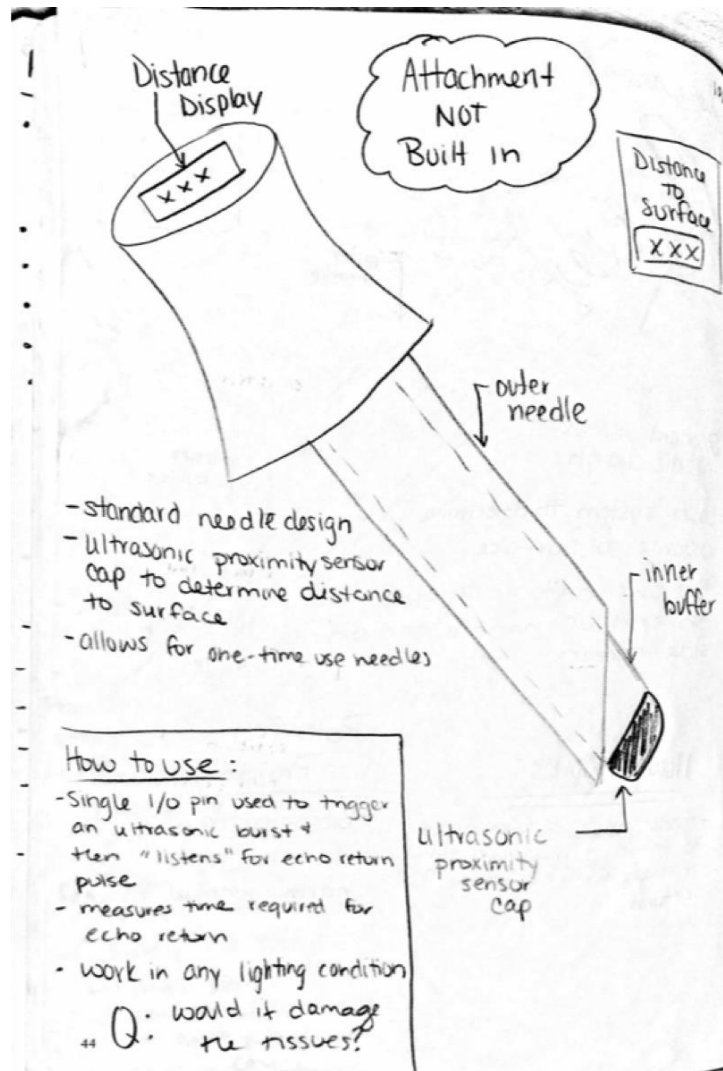 Distance
Display
XXX
Attachment
NOT
Built In
Distance
TO
Surface
XXX
outer
needle
inner
buffer
- standard needle design
- ultrasonic proximity sensor
cap to determine distance
to surface
- allows for one-time use needles
How to use:
- Single I/O pin used to trigger
an ultrasonic burst &
then "listens" for echo return
pulse
- measures time required for
echo return
- work in any lighting condition
Q: would it damage
the tissues?
44
ultrasonic
proximity
sensor
cap